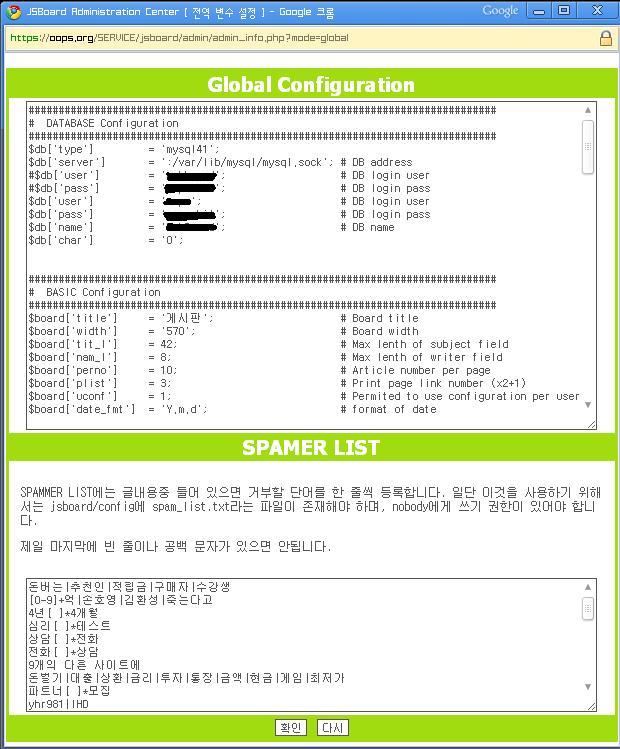 JSBoard Administration Center [ 전역 변수 설정 ] - Google 크롬
Google
https://oops.org/SERVICE/jsboard/admin/admin_info.php?mode=global
Global Configuration
##########################################################################
#  DATABASE Configuration
##########################################################################
$db['type'] = 'mysql41';
$db['server'] = ':/var/lib/mysql/mysql.sock'; # DB address
#$db['user'] = ' '; # DB login user
#$db['pass'] = ' '; # DB login pass
$db['user'] = ' '; # DB login user
$db['pass'] = ' '; # DB login pass
$db['name'] = ' '; # DB name
$db['char'] = '0';
##########################################################################
#  BASIC Configuration
##########################################################################
$board['title'] = '게시판'; # Board title
$board['width'] = '570'; # Board width
$board['tit_l'] = 42; # Max lenth of subject field
$board['nam_l'] = 8; # Max lenth of writer field
$board['perno'] = 10; # Article number per page
$board['plist'] = 3; # Print page link number (x2+1)
$board['uconf'] = 1; # Permited to use configuration per user
$board['date_fmt'] = 'Y.m.d'; # format of date
SPAMER LIST
SPAMMER LIST에는 글내용중 들어 있으면 거부할 단어를 한 줄씩 등록합니다. 일단 이것을 사용하기 위해
서는 jsboard/config에 spam_list.txt라는 파일이 존재해야 하며, nobody에게 쓰기 권한이 있어야 합니
다.
제일 마지막에 빈 줄이나 공백 문자가 있으면 안됩니다.
돈버는|추천인|적립금|구매자|수강생
[0-9]+억|손호영|김환성|죽는다고
4년[ ]*4개월
심리[ ]*테스트
상담[ ]*전화
전화[ ]*상담
9개의 다른 사이트에
돈벌기|대출|상환|금리|투자|통장|금액|현금|게임|최저가
파트너[ ]*모집
yhr981|IHD
확인 다시